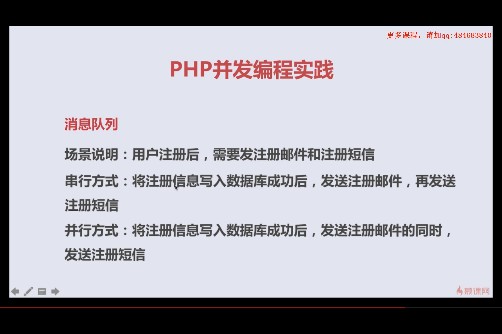 更多课程，请加qq:484683840
PHP并发编程实践
消息队列
场景说明：用户注册后，需要发注册邮件和注册短信
串行方式：将注册信息写入数据库成功后，发送注册邮件，再发送
注册短信
并行方式：将注册信息写入数据库成功后，发送注册邮件的同时，
发送注册短信
慕课网